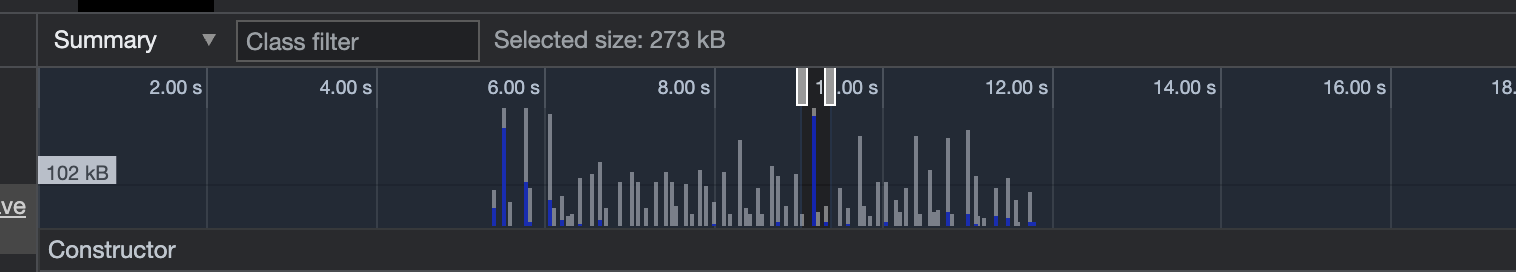 Summary ▼ Class filter Selected size: 273 kB
2.00 s 4.00 s 6.00 s 8.00 s 1 .00 s 12.00 s 14.00 s 16.00 s 18.
102 kB
ve
Constructor